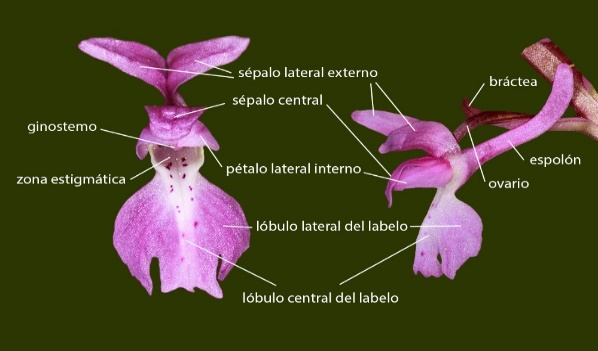 sépalo lateral externo
bráctea
sépalo central
ginostemo
espolón
pétalo lateral interno
zona estigmática
ovario
lóbulo lateral del labelo
lóbulo central del labelo